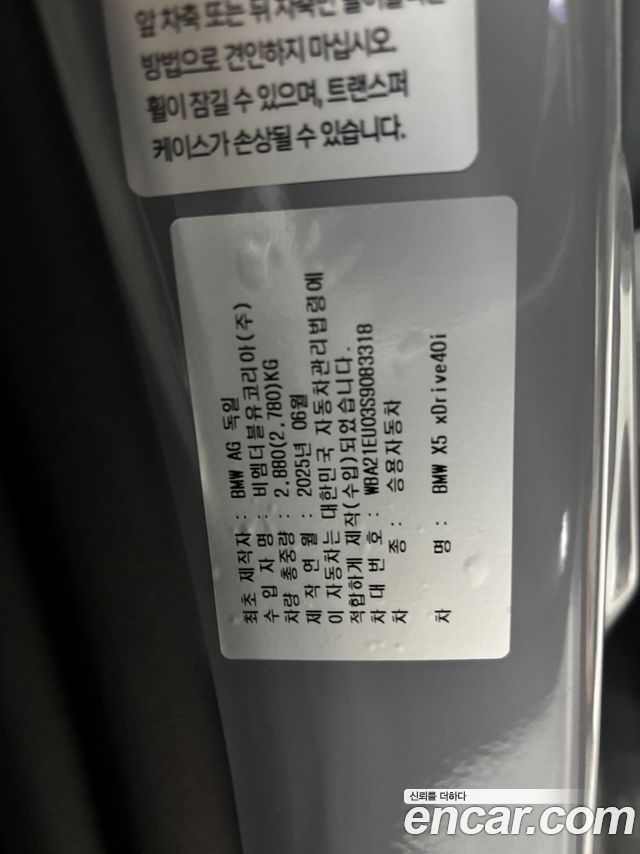 앞 차축 또는 뒤 차축만
방법으로 견인하지 마십시오.
휠이 잠길 수 있으며, 트랜스퍼
케이스가 손상될 수 있습니다.
최초 제작자 : BMW AG 독일
수입자명 : 비엠더블유코리아(주)
차량 총중량 : 2,880(2,780)KG
제작연월 : 2025년 06월
이 자동차는 대한민국 자동차관리법령에
적합하게 제작(수입)되었습니다.
차대번호 : WBA21EU03S9083318
차 종 : 승용자동차
차 명 : BMW X5 xDrive40i
신뢰를 더하다
encar.com